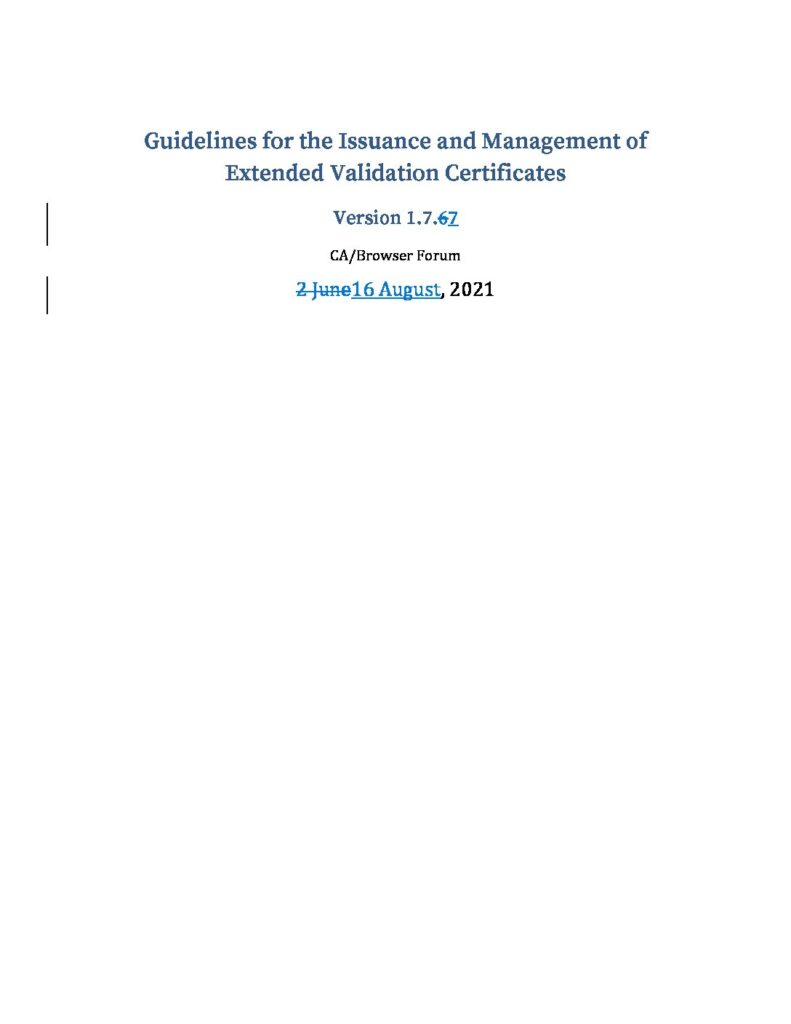 Guidelines for the Issuance and Management of
Extended Validation Certificates
Version 1.7.67
CA/Browser Forum
2 June16 August, 2021